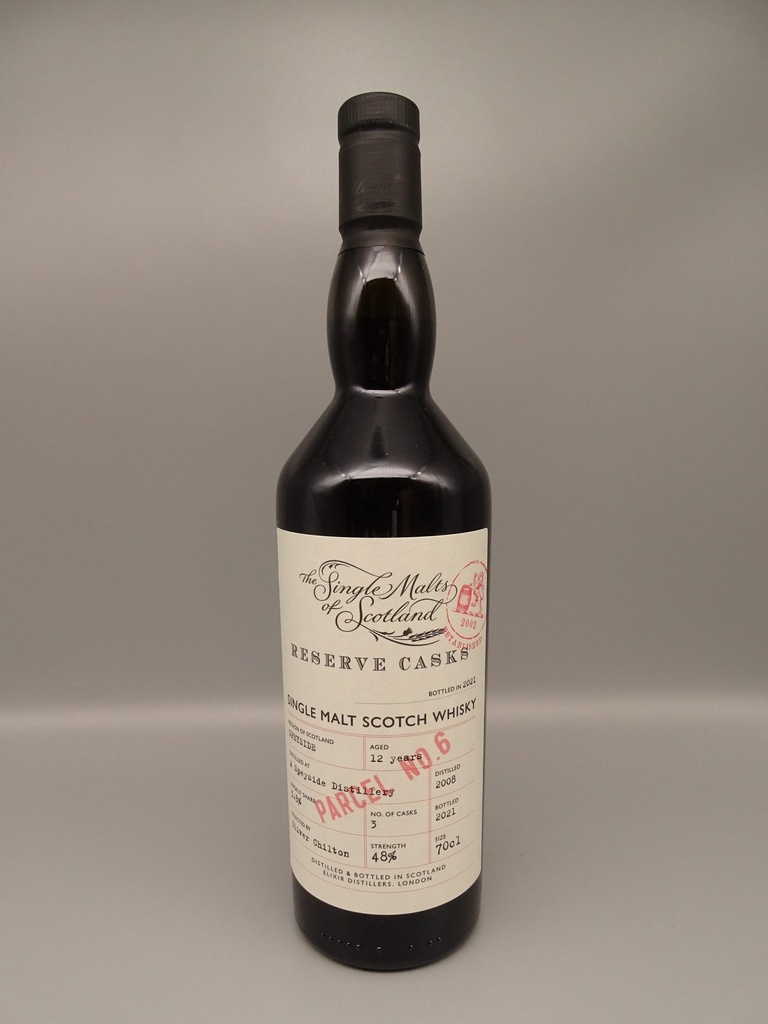 The Single Malts
of Scotland
2002
ESTABLISHED
RESERVE CASKS
BOTTLED IN 2021
SINGLE MALT SCOTCH WHISKY
REGION OF SCOTLAND
SPEYSIDE
AGED
12 years
DISTILLED AT
A Speyside Distillery
DISTILLED
2008
PARCEL NO.6
NO. OF CASKS
3
BOTTLED
2021
SELECTED BY
Oliver Chilton
STRENGTH
48%
SIZE
70cl
DISTILLED & BOTTLED IN SCOTLAND
ELIXIR DISTILLERS, LONDON